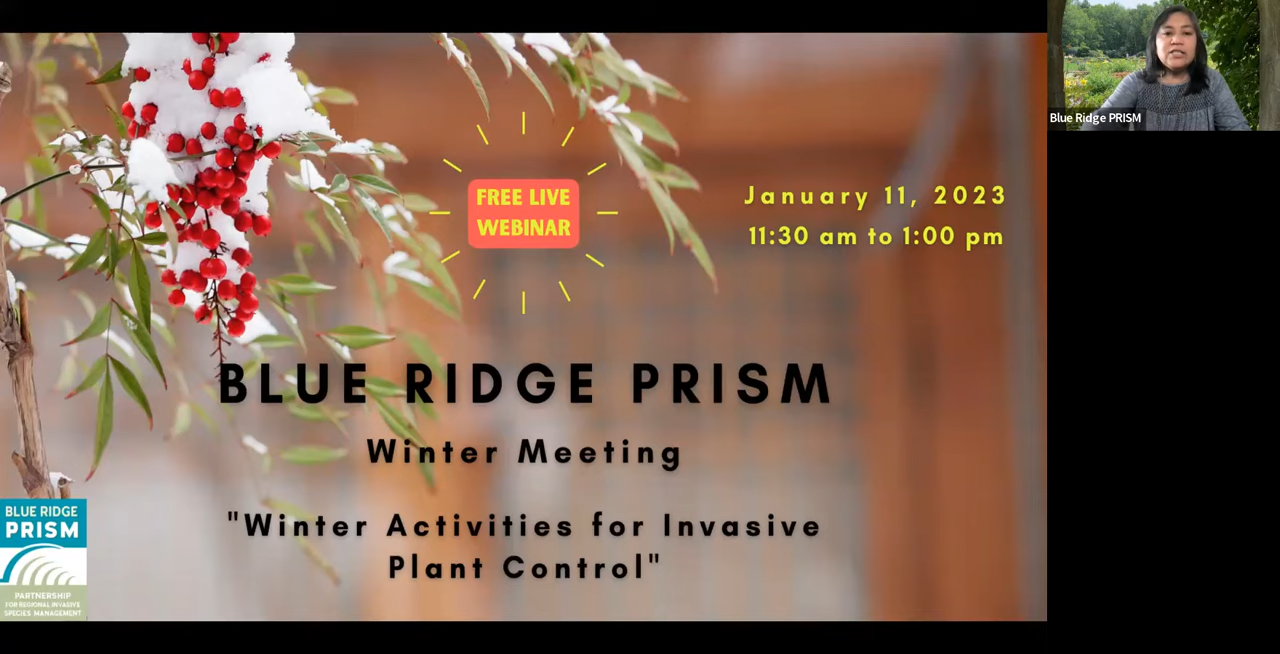 FREE LIVE
WEBINAR
January 11, 2023
11:30 am to 1:00 pm
BLUE RIDGE PRISM
Winter Meeting
"Winter Activities for Invasive
Plant Control"
BLUE RIDGE
PRISM
PARTNERSHIP
FOR REGIONAL INVASIVE
SPECIES MANAGEMENT
Blue Ridge PRISM